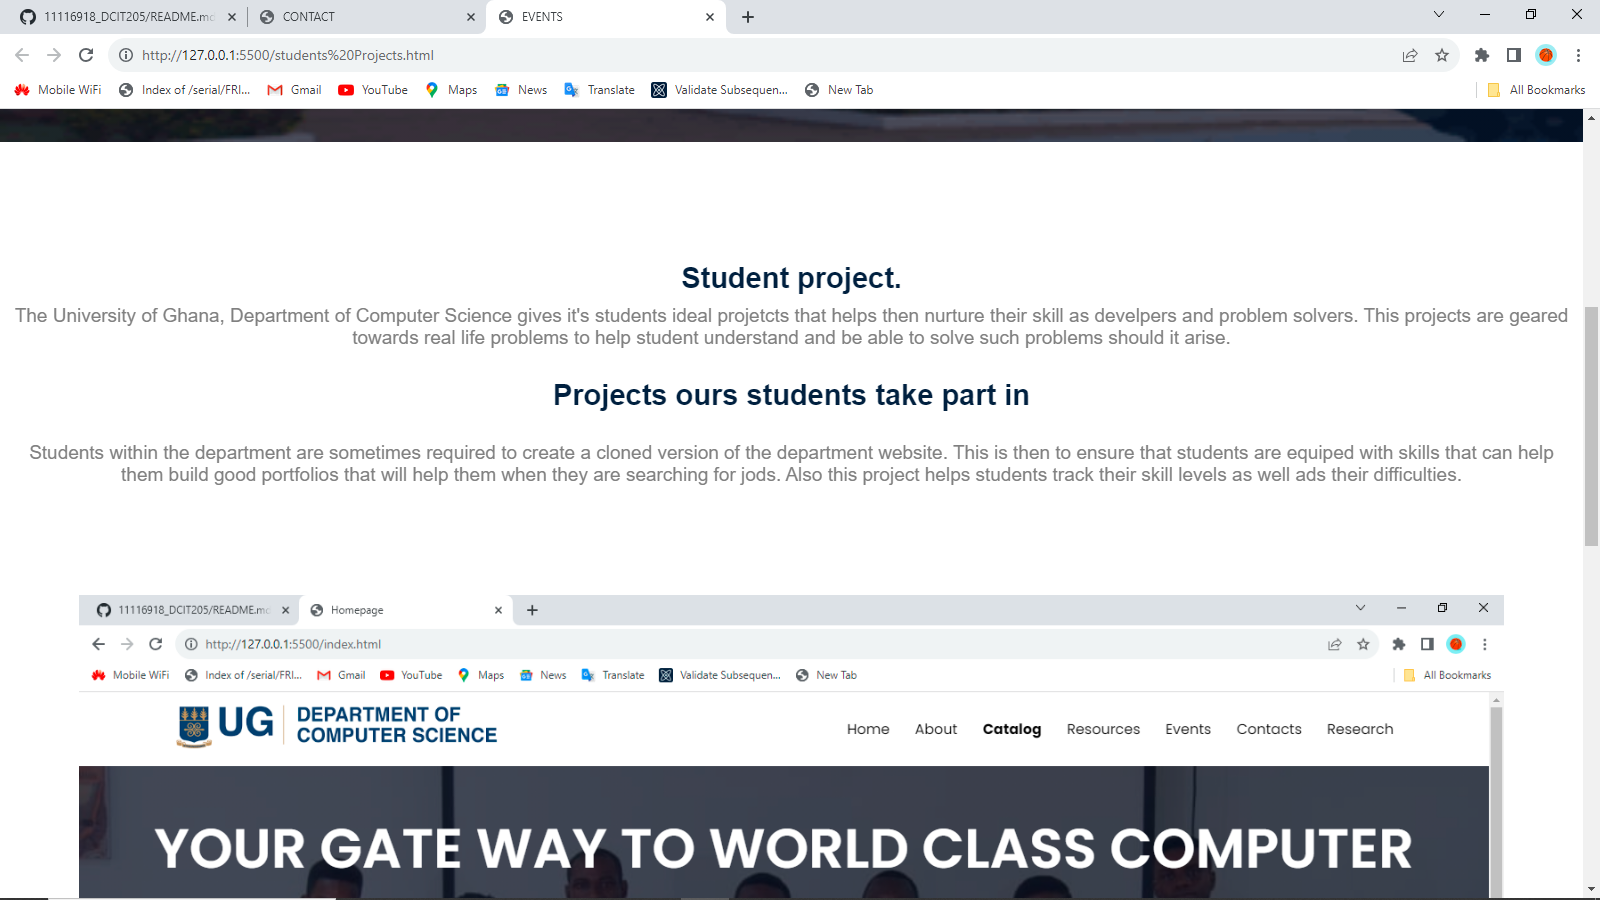 11116918_DCIT205/README.md
CONTACT
EVENTS
http://127.0.0.1:5500/students%20Projects.html
Mobile WiFi
Index of /serial/FRI...
Gmail
YouTube
Maps
News
Translate
Validate Subsequen...
New Tab
All Bookmarks
Student project.
The University of Ghana, Department of Computer Science gives it's students ideal projetcts that helps then nurture their skill as develpers and problem solvers. This projects are geared
towards real life problems to help student understand and be able to solve such problems should it arise.
Projects ours students take part in
Students within the department are sometimes required to create a cloned version of the department website. This is then to ensure that students are equiped with skills that can help
them build good portfolios that will help them when they are searching for jods. Also this project helps students track their skill levels as well ads their difficulties.
11116918_DCIT205/README.md
Homepage
http://127.0.0.1:5500/index.html
Mobile WiFi
Index of /serial/FRI...
Gmail
YouTube
Maps
News
Translate
Validate Subsequen...
New Tab
All Bookmarks
UG
DEPARTMENT OF
COMPUTER SCIENCE
Home
About
Catalog
Resources
Events
Contacts
Research
YOUR GATE WAY TO WORLD CLASS COMPUTER